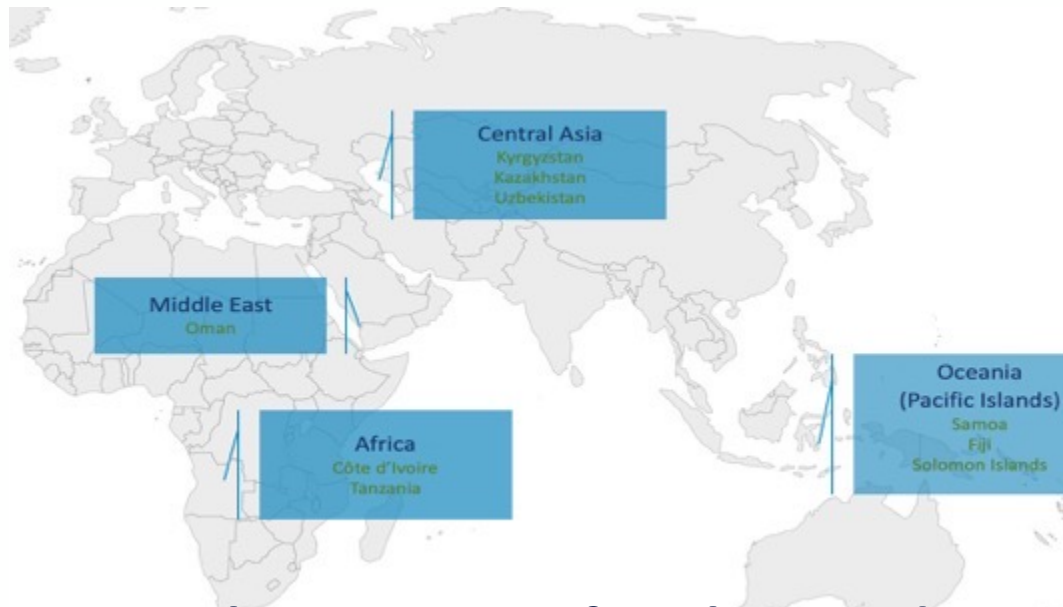 Central Asia
Kyrgyzstan
Kazakhstan
Uzbekistan
Middle East
Oman
Africa
Côte d'Ivoire
Tanzania
Oceania
(Pacific Islands)
Samoa
Fiji
Solomon Islands